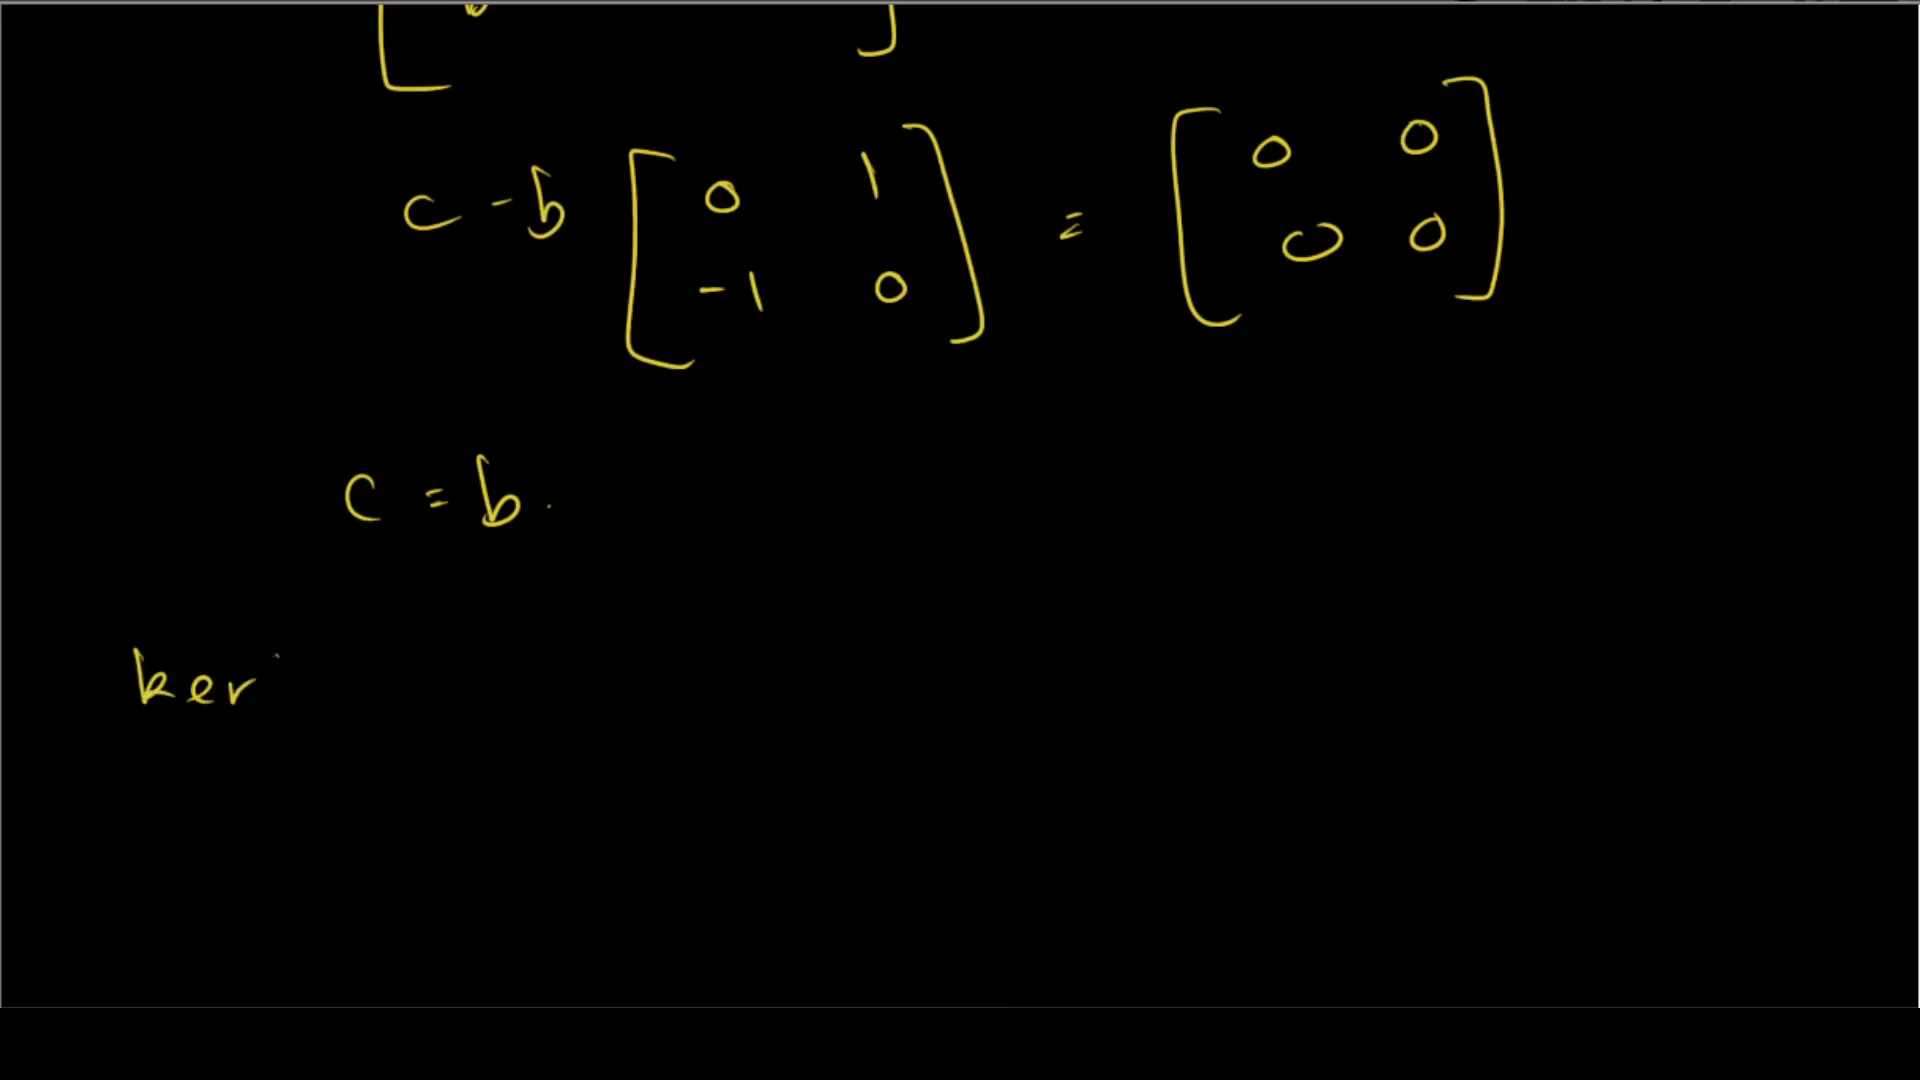 c - b [ 0 1 = [ 0 0
-1 0 ] 0 0 ]
c = b.
ker